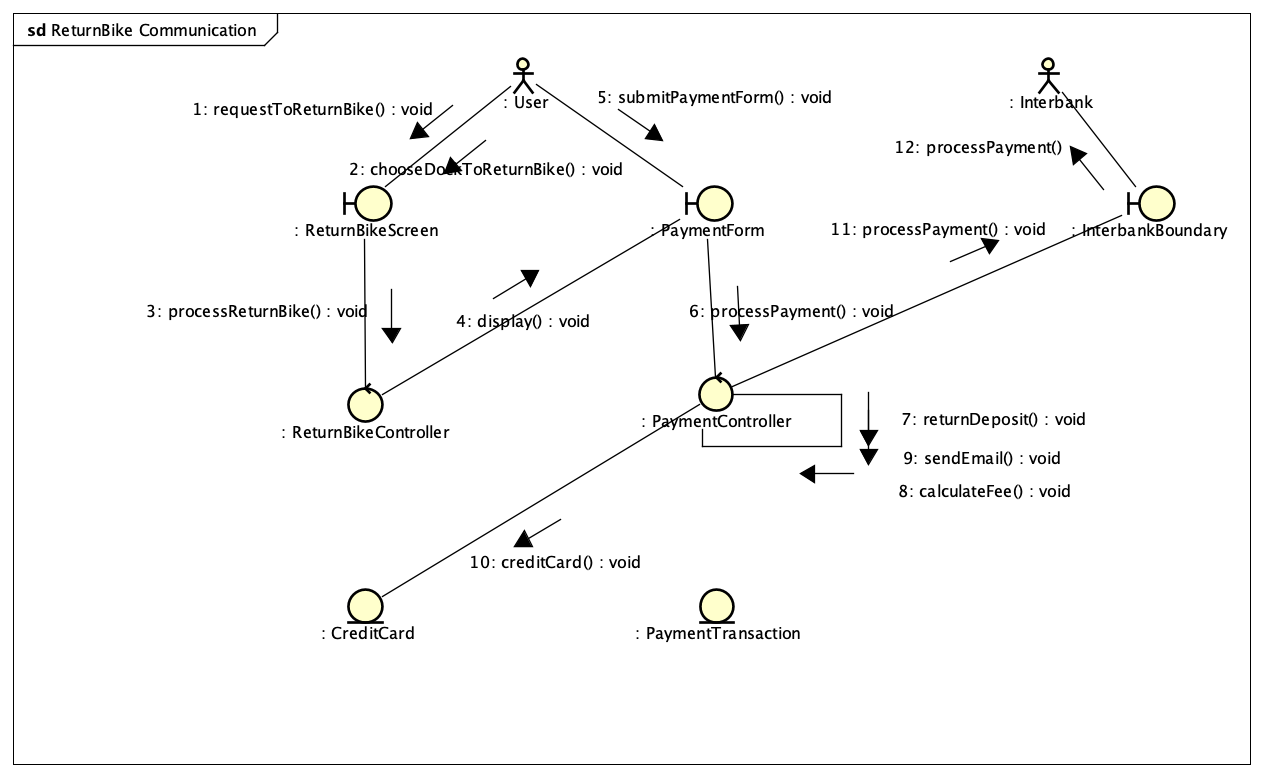 sd ReturnBike Communication
: User
: Interbank
1: requestToReturnBike() : void
5: submitPaymentForm() : void
2: chooseDockToReturnBike() : void
12: processPayment()
: ReturnBikeScreen
: PaymentForm
11: processPayment() : void
: InterbankBoundary
3: processReturnBike() : void
4: display() : void
6: processPayment() : void
: ReturnBikeController
: PaymentController
7: returnDeposit() : void
9: sendEmail() : void
8: calculateFee() : void
10: creditCard() : void
: CreditCard
: PaymentTransaction